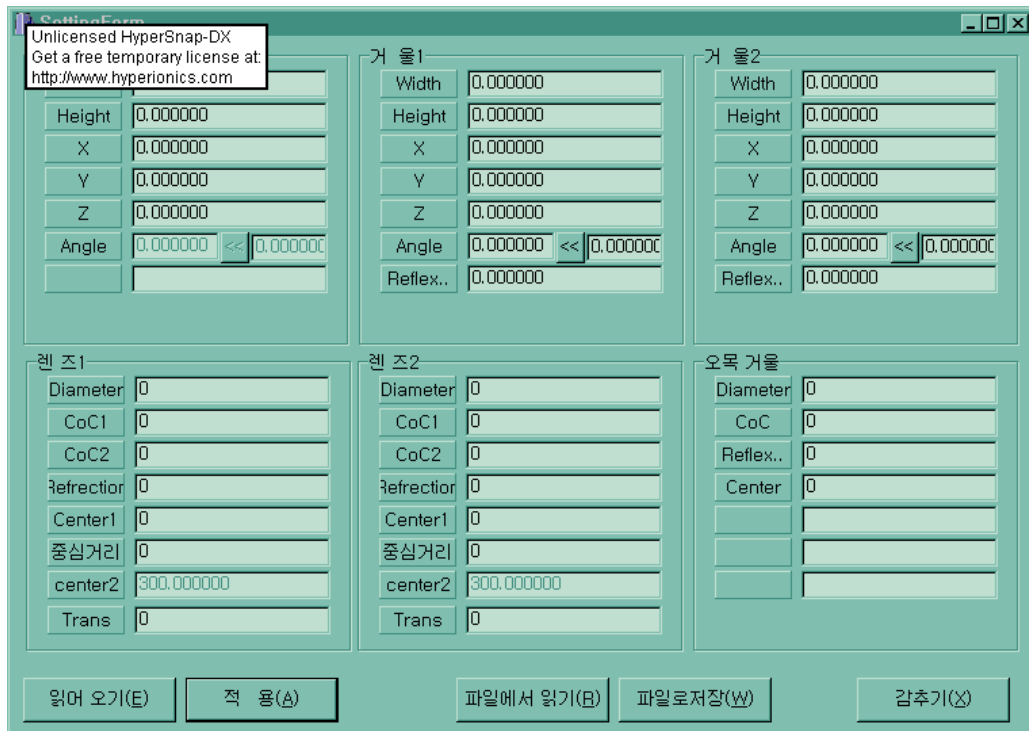 SettingForm
Unlicensed HyperSnap-DX
Get a free temporary license at:
http://www.hyperionics.com
Height 0.000000
X 0.000000
Y 0.000000
Z 0.000000
Angle 0.000000 << 0.000000
거 울1
Width 0.000000
Height 0.000000
X 0.000000
Y 0.000000
Z 0.000000
Angle 0.000000 << 0.000000
Reflex.. 0.000000
거 울2
Width 0.000000
Height 0.000000
X 0.000000
Y 0.000000
Z 0.000000
Angle 0.000000 << 0.000000
Reflex.. 0.000000
렌 즈1
Diameter 0
CoC1 0
CoC2 0
Refrection 0
Center1 0
중심거리 0
center2 300.000000
Trans 0
렌 즈2
Diameter 0
CoC1 0
CoC2 0
Refrection 0
Center1 0
중심거리 0
center2 300.000000
Trans 0
오목 거울
Diameter 0
CoC 0
Reflex.. 0
Center 0
읽어 오기(E) 적 용(A) 파일에서 읽기(R) 파일로저장(W) 감추기(X)